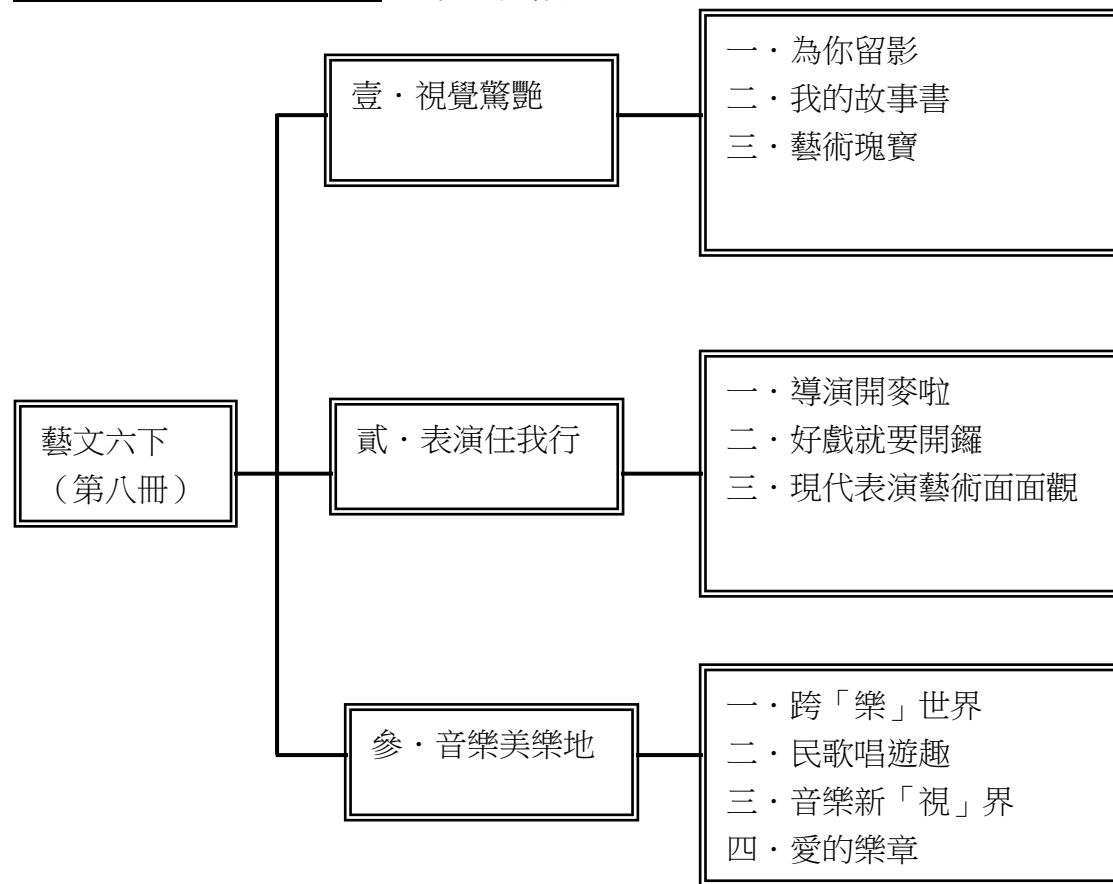 壹．視覺驚艷
一．為你留影
二．我的故事書
三．藝術瑰寶
藝文六下
（第八冊）
貳．表演任我行
一．導演開麥啦
二．好戲就要開鑼
三．現代表演藝術面面觀
參．音樂美樂地
一．跨「樂」世界
二．民歌唱遊趣
三．音樂新「視」界
四．愛的樂章